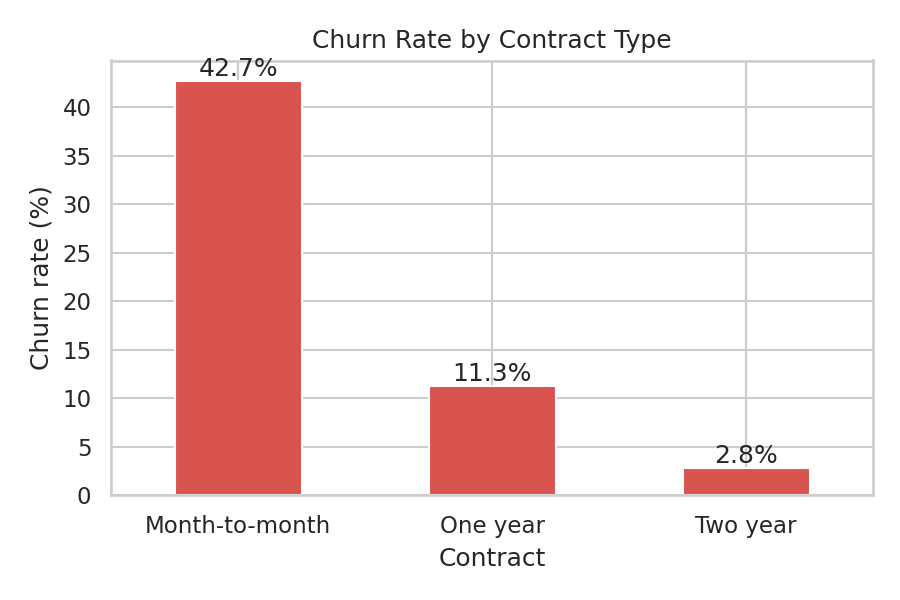 Churn Rate by Contract Type
42.7%
11.3%
2.8%
Churn rate (%)
40
35
30
25
20
15
10
5
0
Month-to-month
One year
Two year
Contract